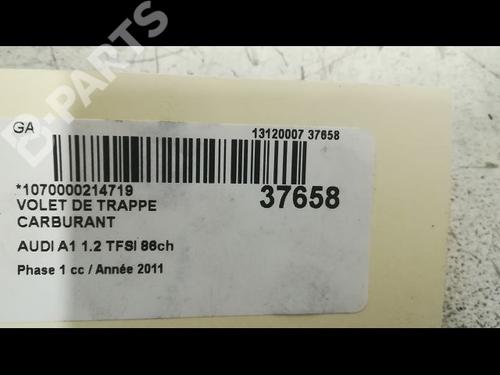 B-PARTS
GA
13120007 37658
*1070000214719
37658
VOLET DE TRAPPE
CARBURANT
AUDI A1 1.2 TFSI 86ch
Phase 1 cc / Année 2011